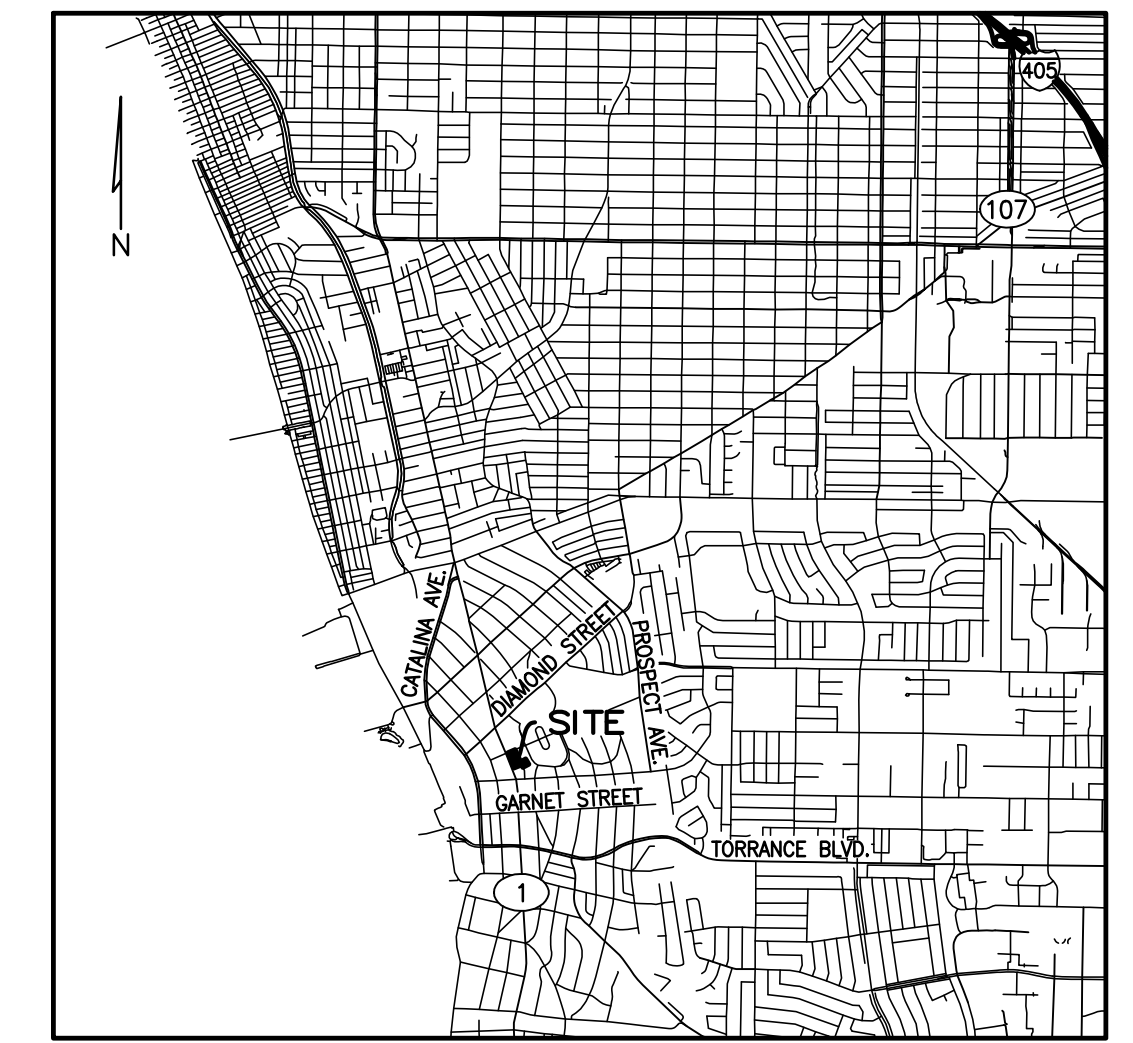 405
107
N
CATALINA AVE.
DIAMOND STREET
PROSPECT AVE.
SITE
GARNET STREET
TORRANCE BLVD.
1